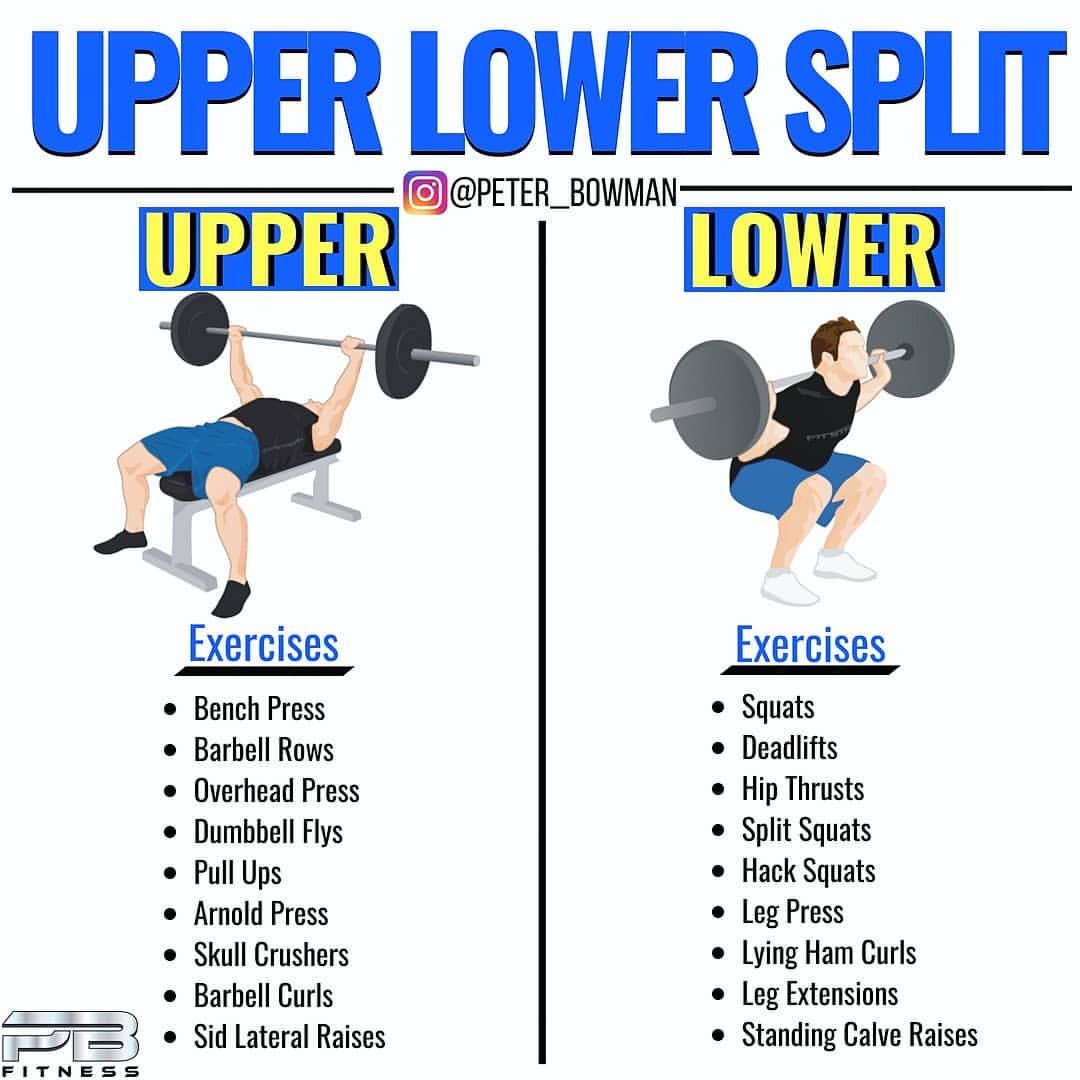 UPPER LOWER SPLIT
@PETER_BOWMAN
UPPER
Exercises
Bench Press
Barbell Rows
Overhead Press
Dumbbell Flys
Pull Ups
Arnold Press
Skull Crushers
Barbell Curls
Sid Lateral Raises
LOWER
Exercises
Squats
Deadlifts
Hip Thrusts
Split Squats
Hack Squats
Leg Press
Lying Ham Curls
Leg Extensions
Standing Calve Raises
PB
FITNESS